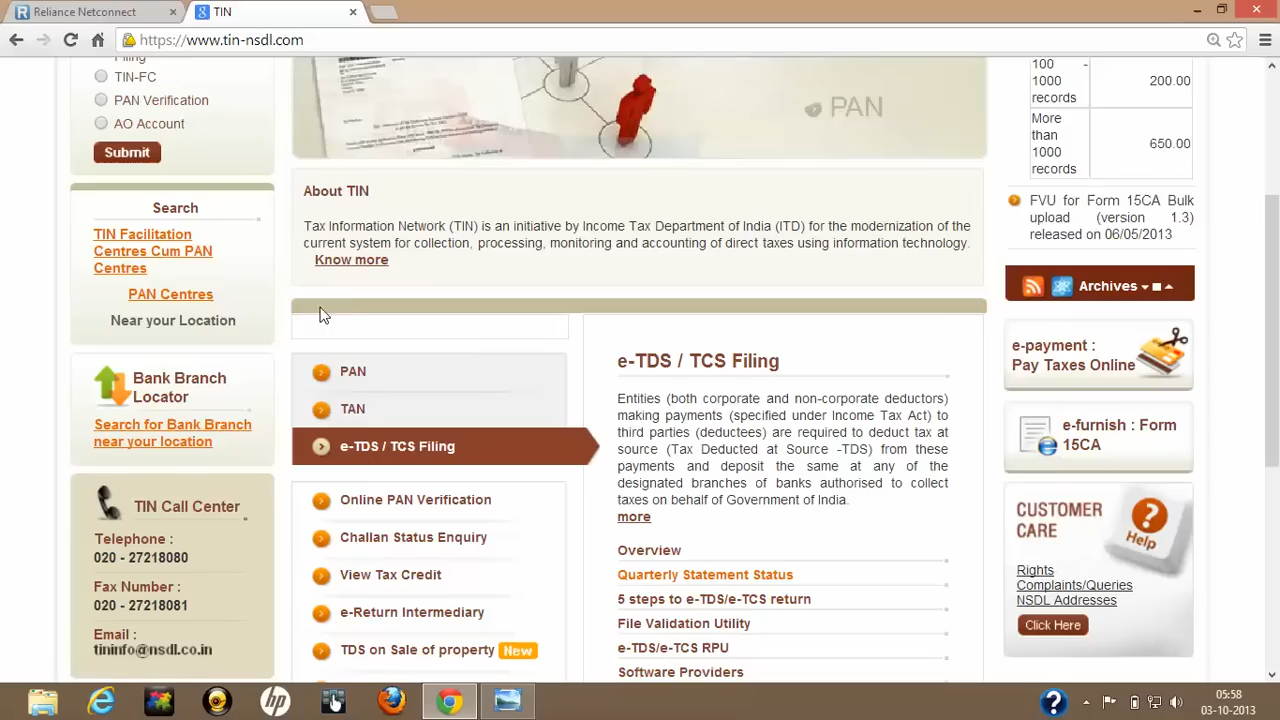 Reliance Netconnect
TIN
https://www.tin-nsdl.com
Filing
TIN-FC
PAN Verification
AO Account
Submit
Search
TIN Facilitation
Centres Cum PAN
Centres
PAN Centres
Near your Location
Bank Branch
Locator
Search for Bank Branch
near your location
TIN Call Center
Telephone :
020 - 27218080
Fax Number :
020 - 27218081
Email :
tininfo@nsdl.co.in
PAN
About TIN
Tax Information Network (TIN) is an initiative by Income Tax Department of India (ITD) for the modernization of the
current system for collection, processing, monitoring and accounting of direct taxes using information technology.
Know more
PAN
TAN
e-TDS / TCS Filing
Online PAN Verification
Challan Status Enquiry
View Tax Credit
e-Return Intermediary
TDS on Sale of property New
e-TDS / TCS Filing
Entities (both corporate and non-corporate deductors)
making payments (specified under Income Tax Act) to
third parties (deductees) are required to deduct tax at
source (Tax Deducted at Source -TDS) from these
payments and deposit the same at any of the
designated branches of banks authorised to collect
taxes on behalf of Government of India.
more
Overview
Quarterly Statement Status
5 steps to e-TDS/e-TCS return
File Validation Utility
e-TDS/e-TCS RPU
Software Providers
100 -
1000
records
200.00
More
than
1000
records
650.00
FVU for Form 15CA Bulk
upload (version 1.3)
released on 06/05/2013
Archives
e-payment :
Pay Taxes Online
e-furnish : Form
15CA
CUSTOMER
CARE
?
Help
Rights
Complaints/Queries
NSDL Addresses
Click Here
hp
?
05:58
03-10-2013